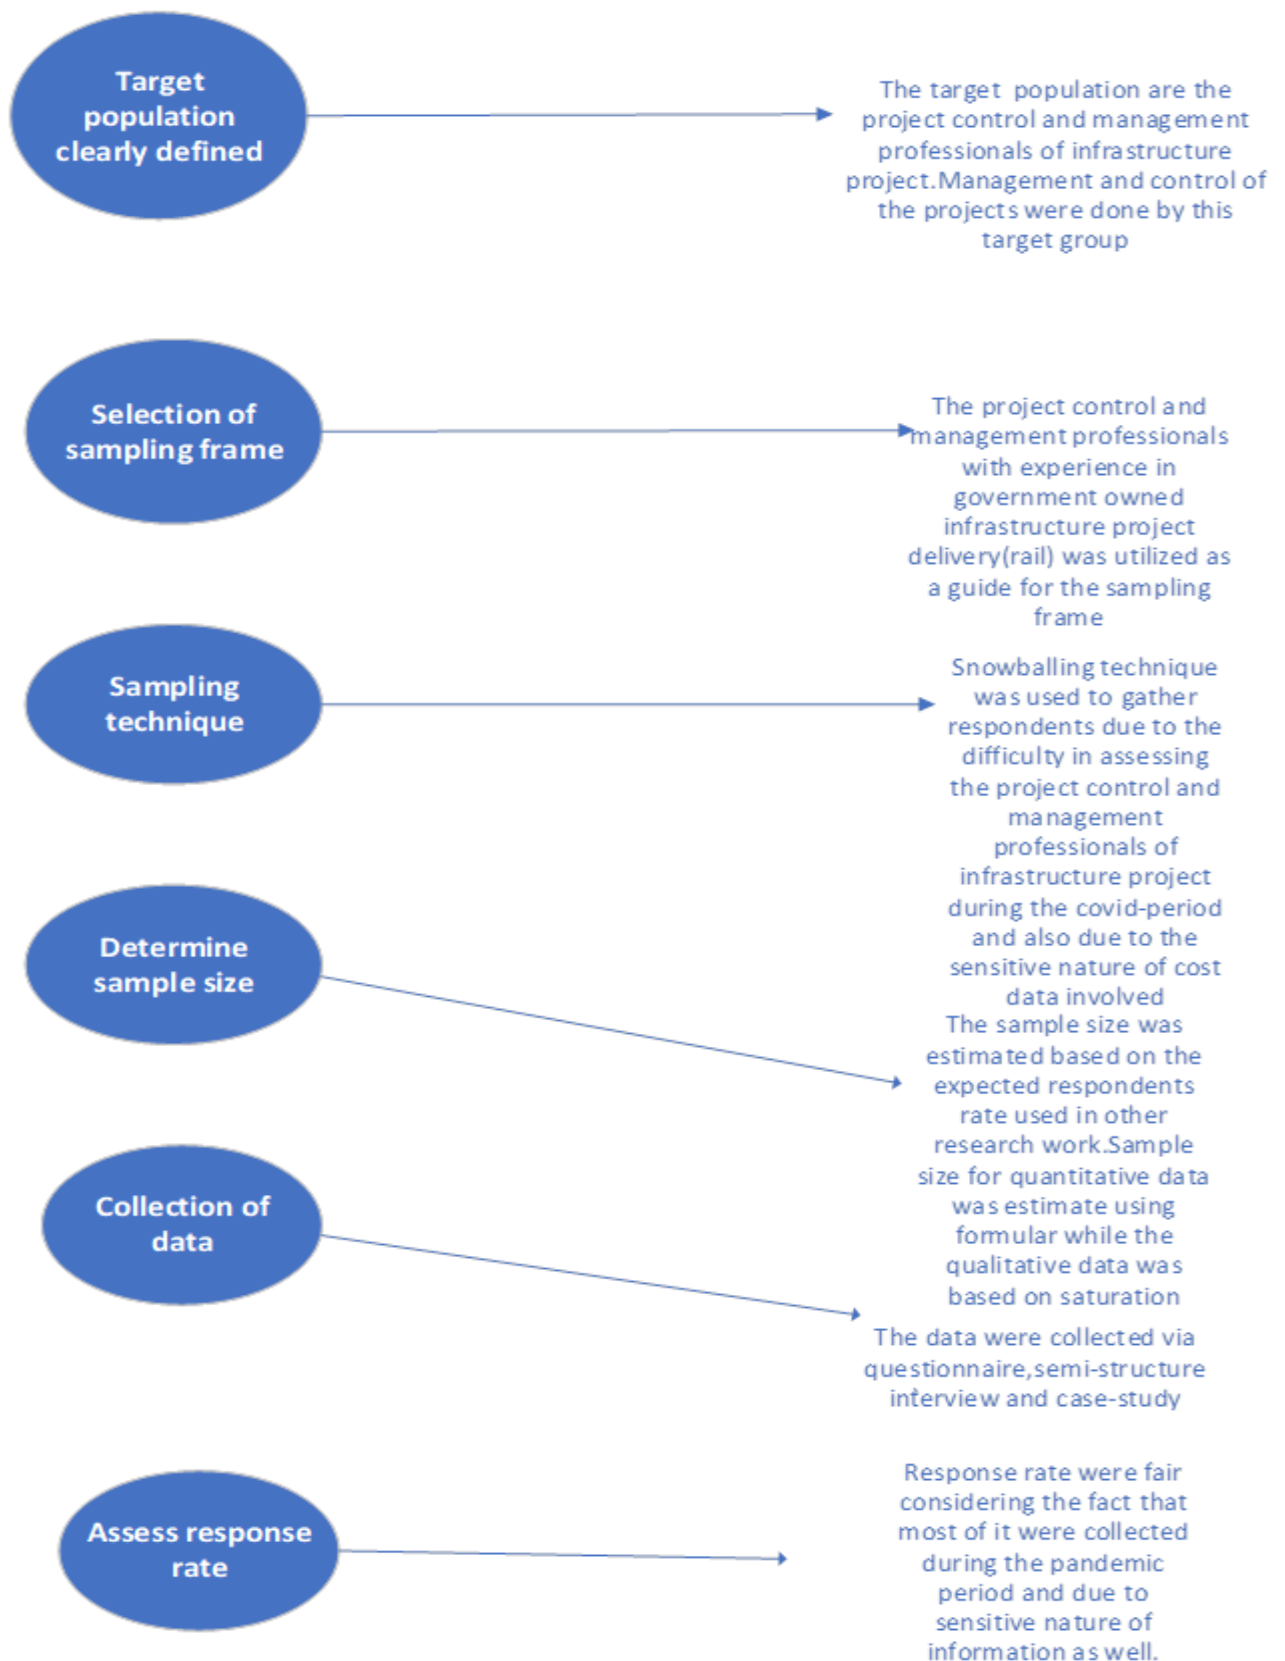 Target
population
clearly defined
The target population are the
project control and management
professionals of infrastructure
project.Management and control of
the projects were done by this
target group
Selection of
sampling frame
The project control and
management professionals
with experience in
government owned
infrastructure project
delivery(rail) was utilized as
a guide for the sampling
frame
Sampling
technique
Snowballing technique
was used to gather
respondents due to the
difficulty in assessing
the project control and
management
professionals of
infrastructure project
during the covid-period
and also due to the
sensitive nature of cost
data involved
Determine
sample size
The sample size was
estimated based on the
expected respondents
rate used in other
research work.Sample
size for quantitative data
was estimate using
formular while the
qualitative data was
based on saturation
Collection of
data
The data were collected via
questionnaire,semi-structure
interview and case-study
Assess response
rate
Response rate were fair
considering the fact that
most of it were collected
during the pandemic
period and due to
sensitive nature of
information as well.